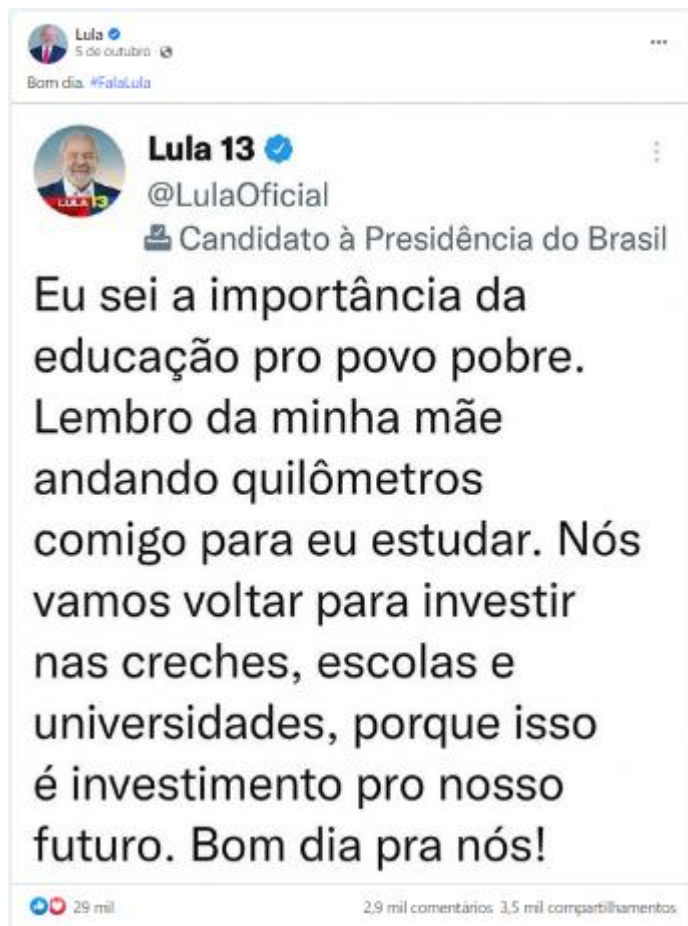 Lula
5 de outubro
Bom dia. #FalaLula
Lula 13
@LulaOficial
Candidato à Presidência do Brasil
LULA 13
Eu sei a importância da
educação pro povo pobre.
Lembro da minha mãe
andando quilômetros
comigo para eu estudar. Nós
vamos voltar para investir
nas creches, escolas e
universidades, porque isso
é investimento pro nosso
futuro. Bom dia pra nós!
29 mil
2,9 mil comentários 3,5 mil compartilhamentos